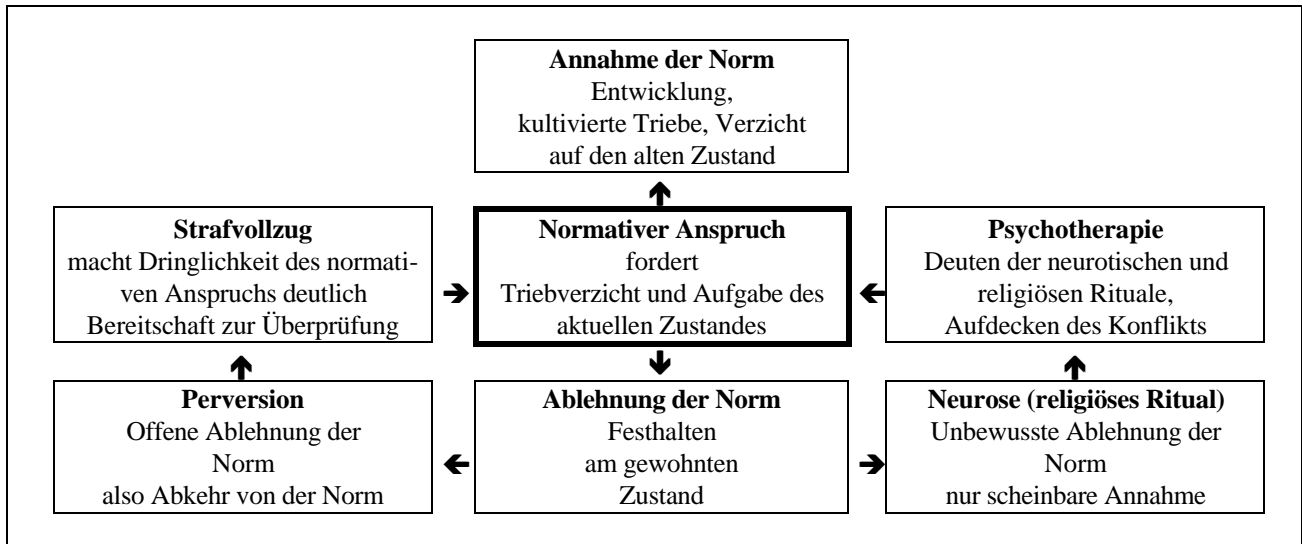 Annahme der Norm
Entwicklung,
kultivierte Triebe, Verzicht
auf den alten Zustand
Strafvollzug
macht Dringlichkeit des normati-
ven Anspruchs deutlich
Bereitschaft zur Überprüfung
Normativer Anspruch
fordert
Triebverzicht und Aufgabe des
aktuellen Zustandes
Psychotherapie
Deuten der neurotischen und
religiösen Rituale,
Aufdecken des Konflikts
Perversion
Offene Ablehnung der
Norm
also Abkehr von der Norm
Ablehnung der Norm
Festhalten
am gewohnten
Zustand
Neurose (religiöses Ritual)
Unbewusste Ablehnung der
Norm
nur scheinbare Annahme